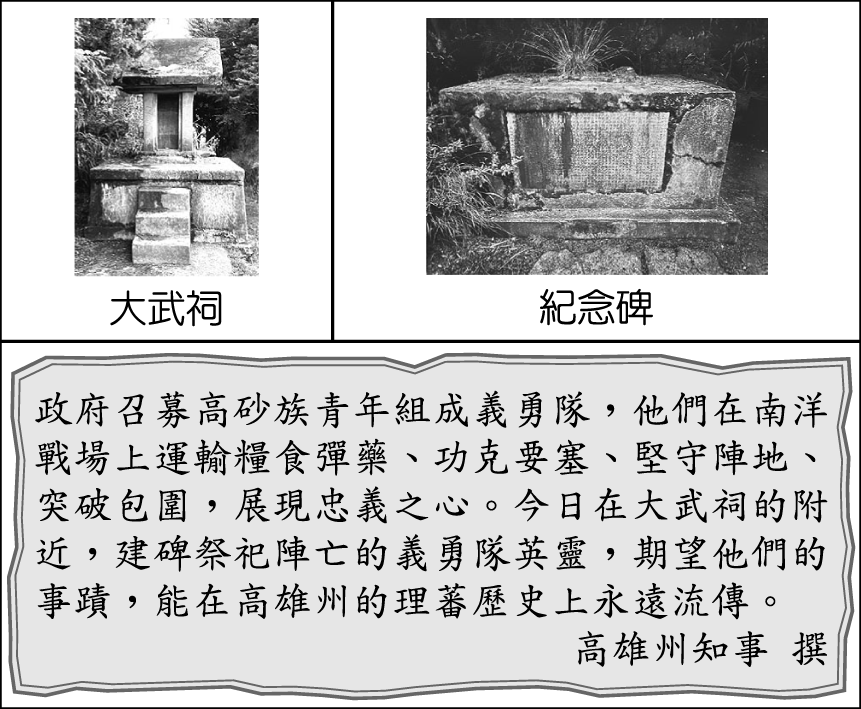 大武祠
紀念碑
政府召募高砂族青年組成義勇隊，他們在南洋
戰場上運輸糧食彈藥、功克要塞、堅守陣地、
突破包圍，展現忠義之心。今日在大武祠的附
近，建碑祭祀陣亡的義勇隊英靈，期望他們的
事蹟，能在高雄州的理蕃歷史上永遠流傳。
高雄州知事 撰